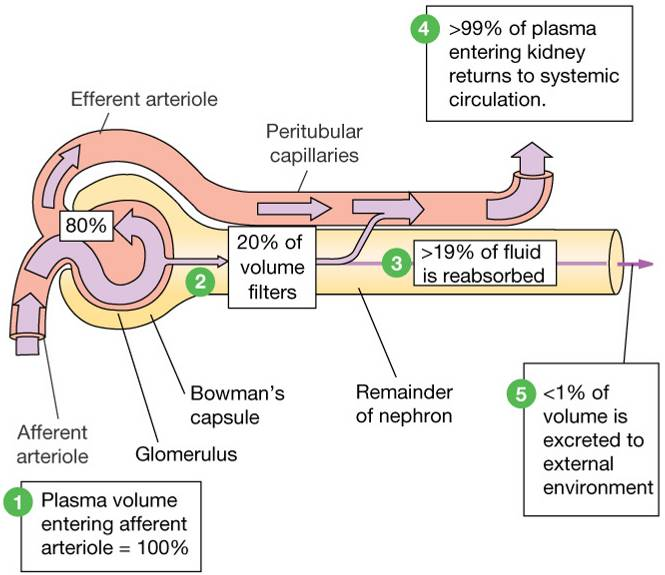 4 >99% of plasma
entering kidney
returns to systemic
circulation.
Efferent arteriole
Peritubular
capillaries
80%
20% of
volume
filters
2
3 >19% of fluid
is reabsorbed
Bowman's
capsule
Remainder
of nephron
5 <1% of
volume is
excreted to
external
environment
Afferent
arteriole
Glomerulus
1 Plasma volume
entering afferent
arteriole = 100%